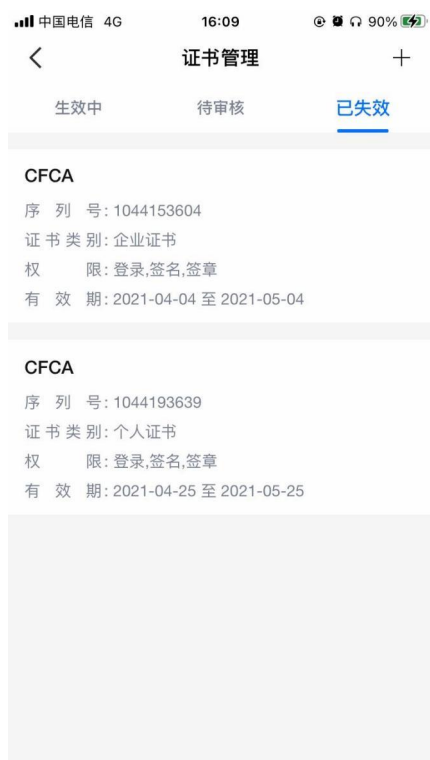 中国电信 4G 16:09 90%
证书管理
生效中 待审核 已失效
CFCA
序列号：1044153604
证书类别：企业证书
权限：登录,签名,签章
有效期：2021-04-04 至 2021-05-04
CFCA
序列号：1044193639
证书类别：个人证书
权限：登录,签名,签章
有效期：2021-04-25 至 2021-05-25